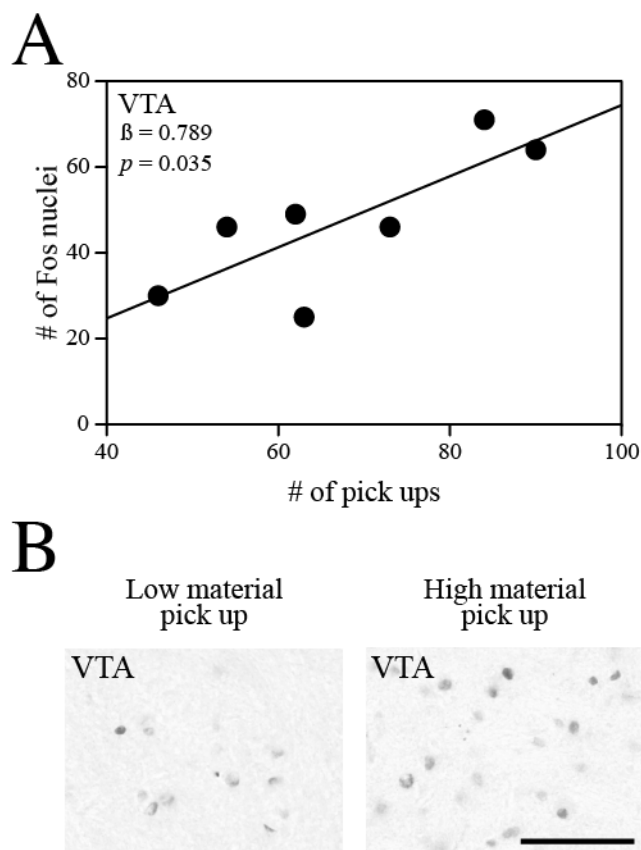 A
80
VTA
ß = 0.789
p = 0.035
60
40
20
0
# of Fos nuclei
40
60
80
100
# of pick ups
B
Low material
pick up
High material
pick up
VTA
VTA